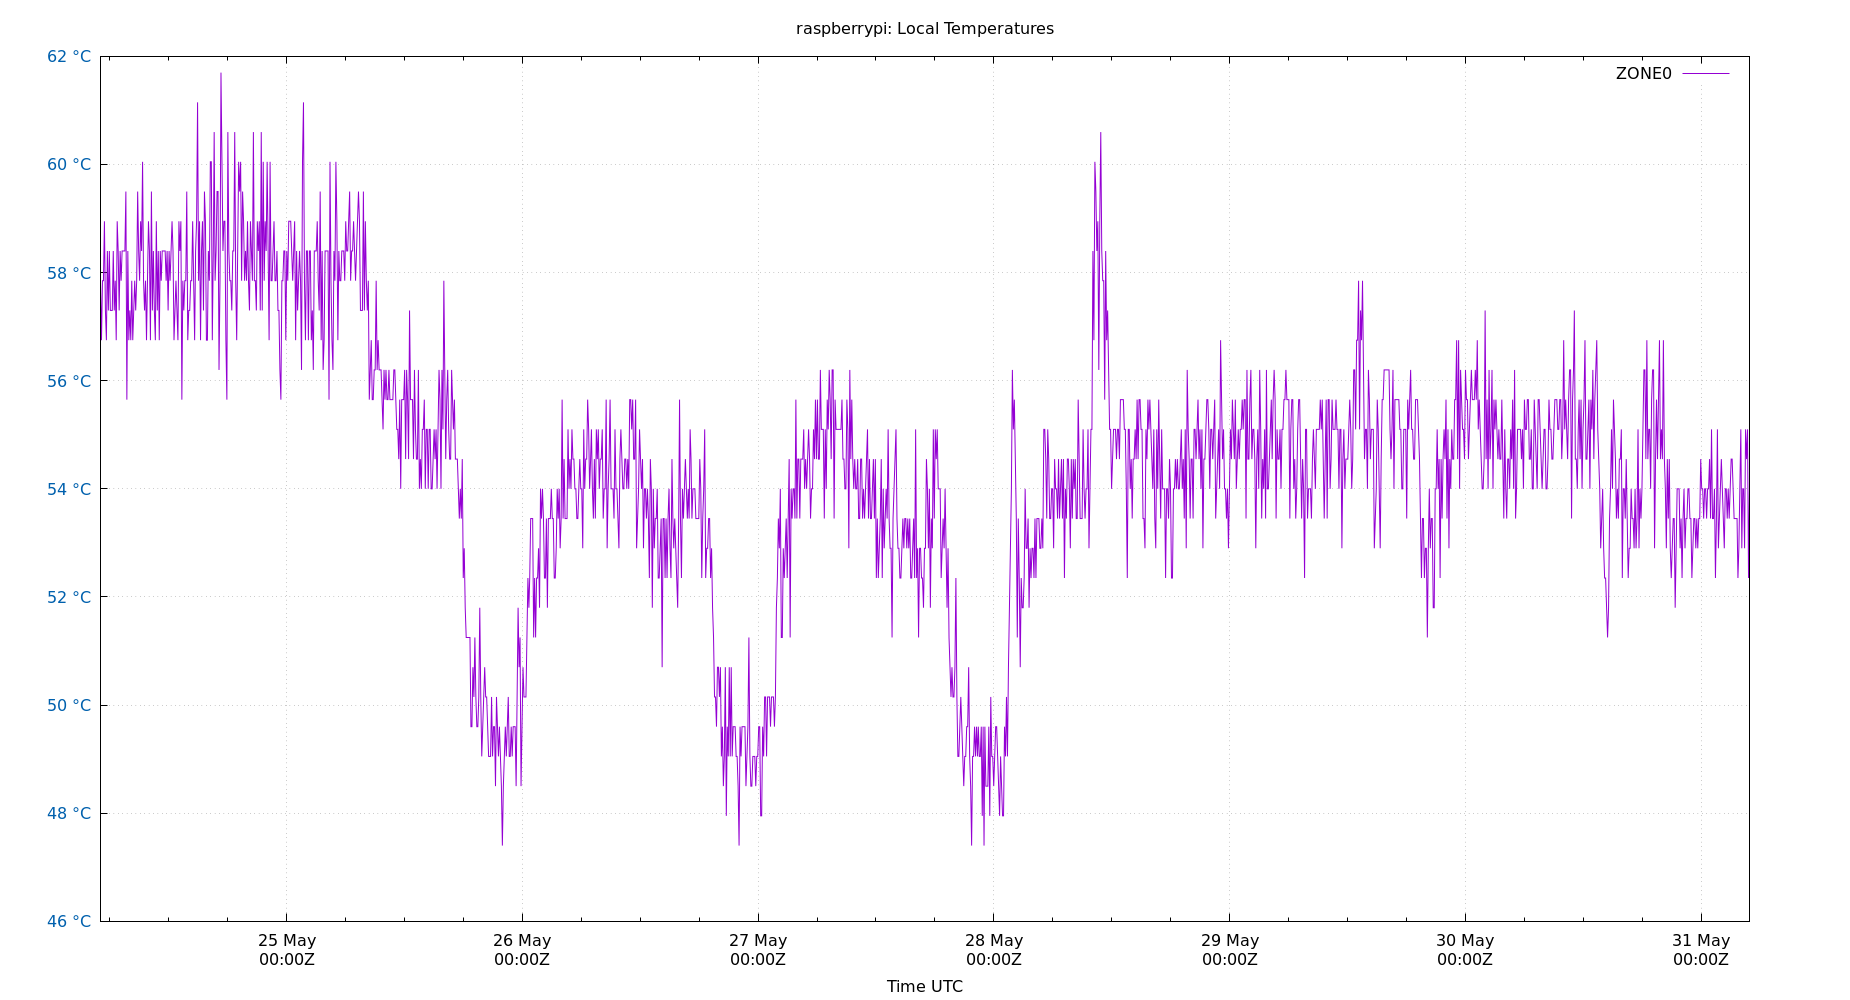 raspberrypi: Local Temperatures
ZONE0
62 °C
60 °C
58 °C
56 °C
54 °C
52 °C
50 °C
48 °C
46 °C
25 May 26 May 27 May 28 May 29 May 30 May 31 May
00:00Z 00:00Z 00:00Z 00:00Z 00:00Z 00:00Z 00:00Z
Time UTC